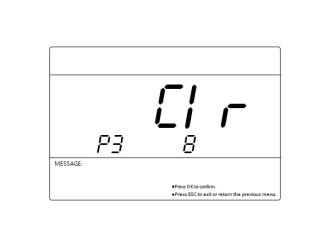 Clr
P3 8
MESSAGE:
•Press OK to confirm.
•Press ESC to exit or return the previous menu.